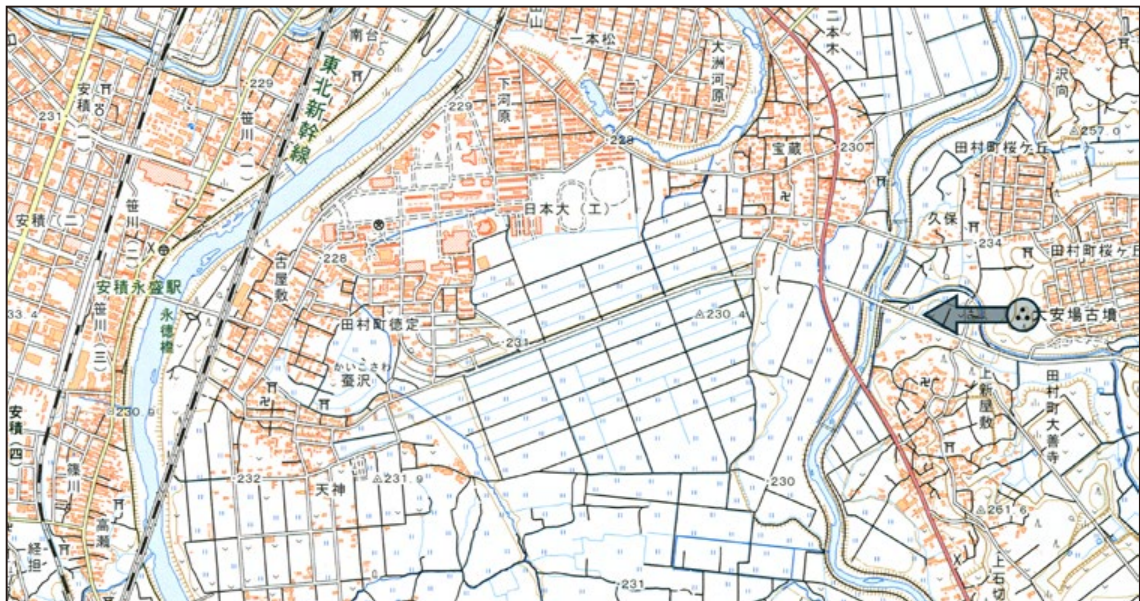 南台
一本松
大洲河原
二本木
沢向
下河原
東北新幹線
229
229
231
安積(一)
笹川(一)
228
宝蔵
230
257.0
田村町桜ケ丘
安積(二)
笹川(二)
日本大(工)
久保
234
田村町桜ケ丘
228
古屋敷
安積永盛駅
33.4
永徳橋
笹川(三)
田村町徳定
231
230.4
大安場古墳
かいこさわ
蚕沢
上新屋敷
田村町大善寺
230.9
安積(四)
篠川
232
天神
231.9
230
261.6
高瀬
経担
231
上石切